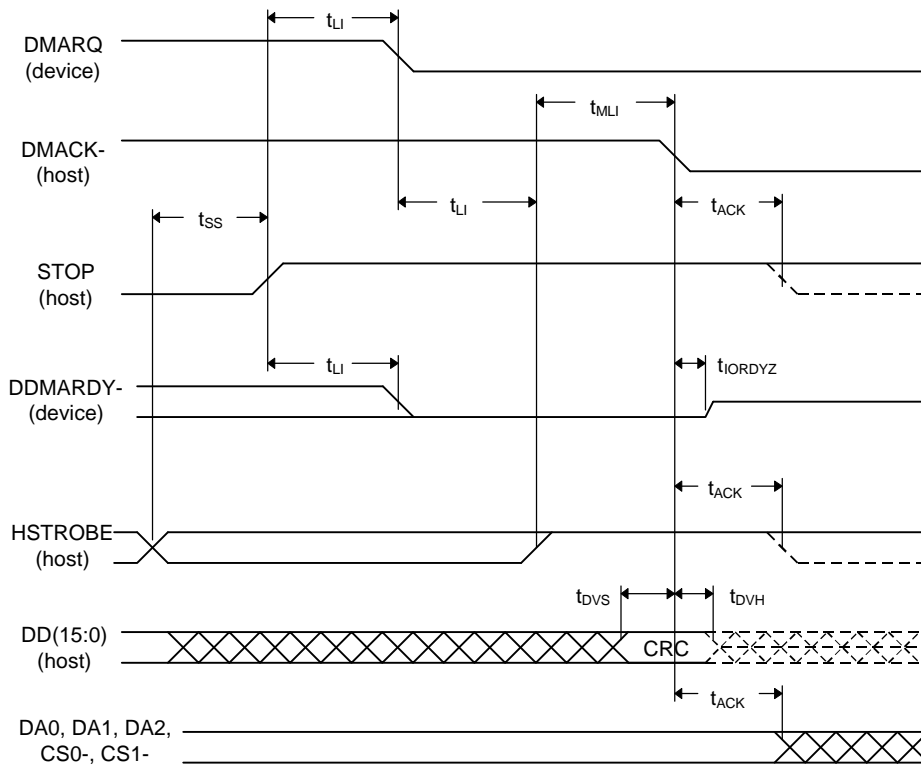 tLI
DMARQ
(device)
tMLI
DMACK-
(host)
tSS
tLI
tACK
STOP
(host)
tLI
tIORDYZ
DDMARDY-
(device)
tACK
HSTROBE
(host)
tDVS
tDVH
DD(15:0)
(host)
CRC
tACK
DA0, DA1, DA2,
CS0-, CS1-